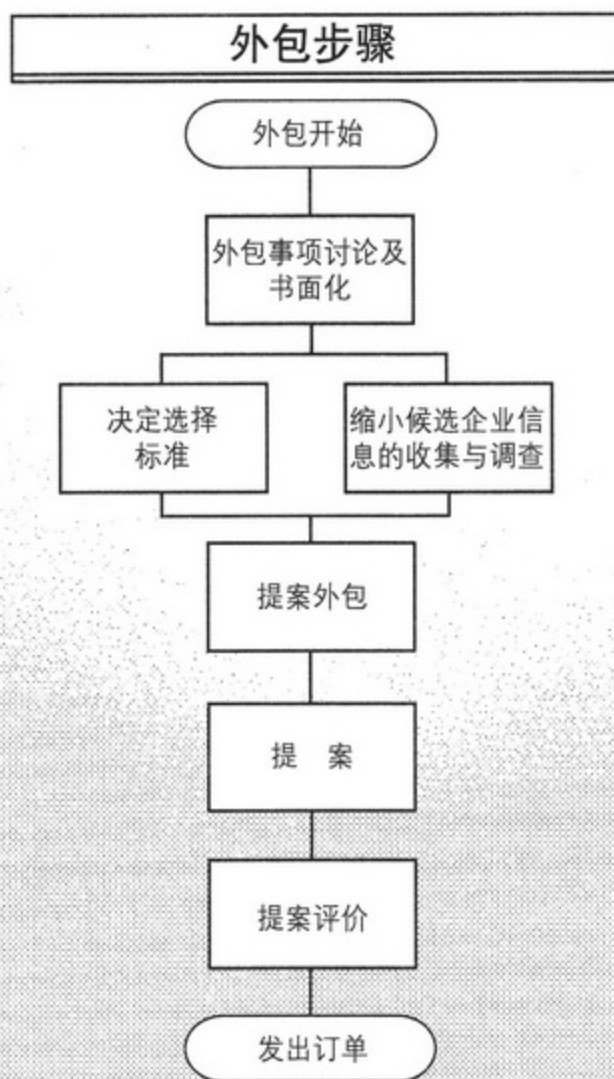 外包步骤
外包开始
外包事项讨论及
书面化
决定选择
标准
缩小候选企业信
息的收集与调查
提案外包
提 案
提案评价
发出订单